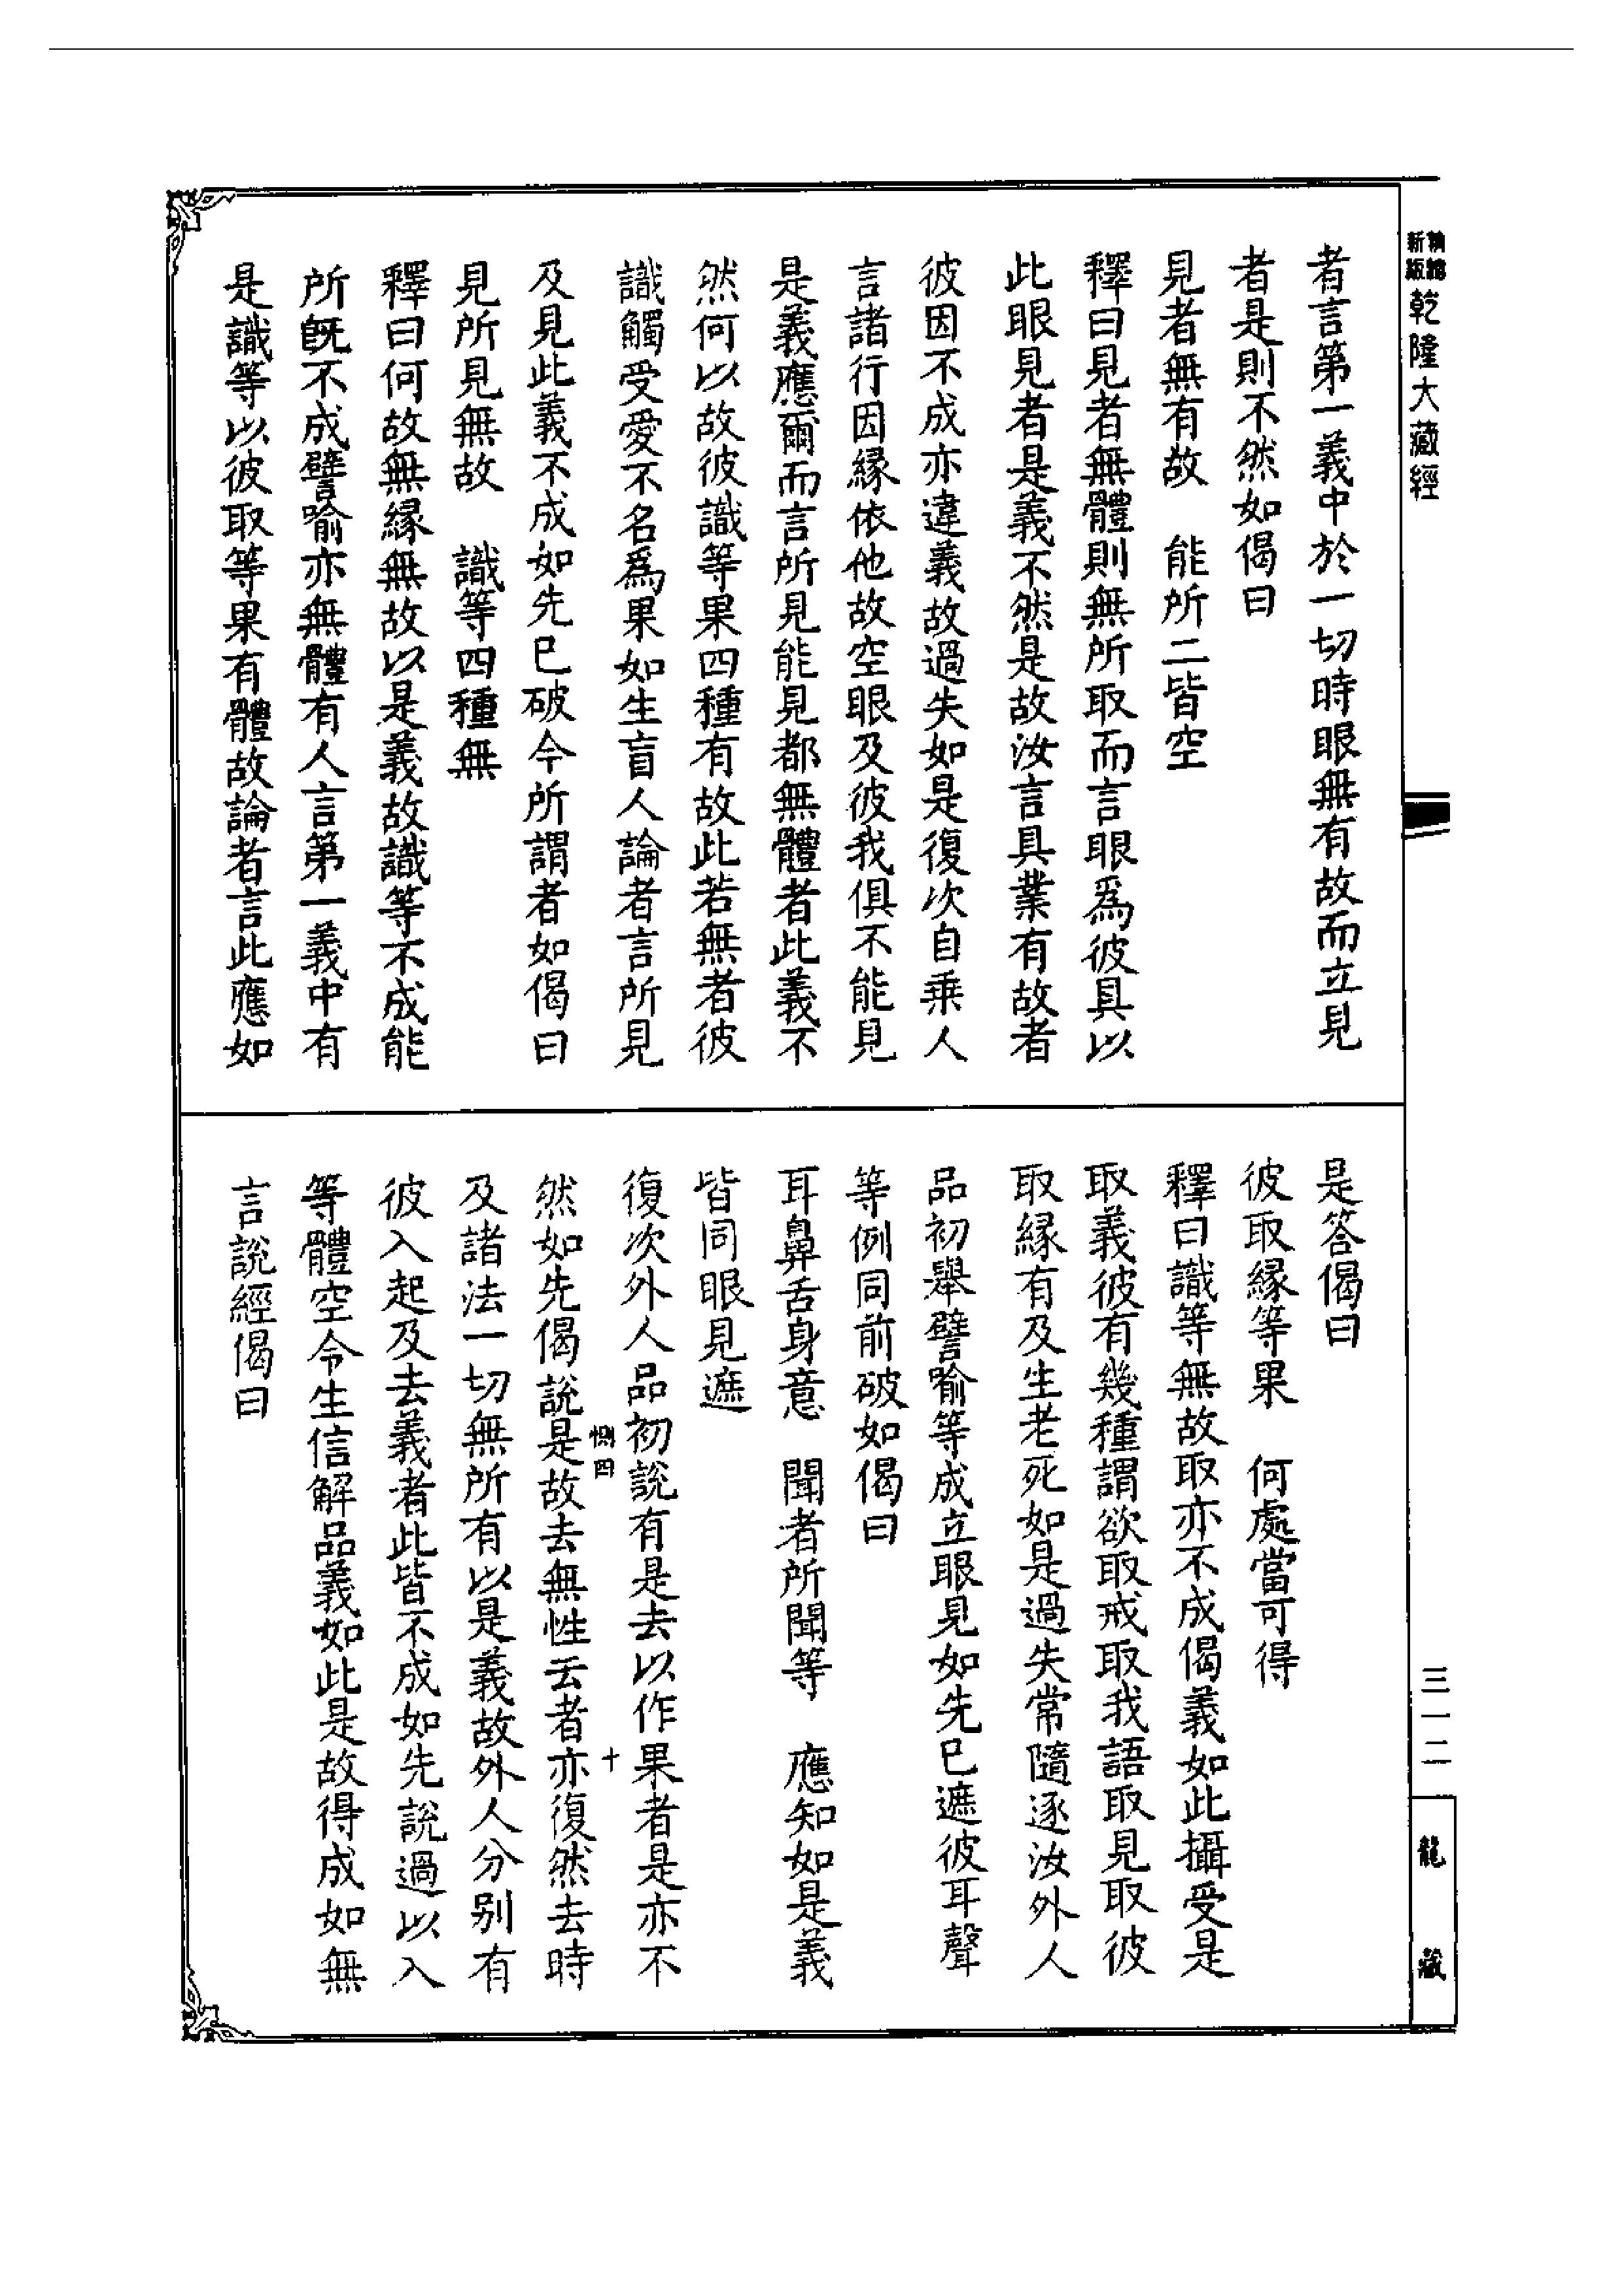 新編縮版乾隆大藏經
者言第一義中於一切時眼無有故而立見
者是則不然如偈曰
見者無有故　能所二皆空
釋曰見者無體則無所取而言眼為彼具以
此眼見者是義不然是故汝言具業有故者
彼因不成亦違義故過失如是復次自乘人
言諸行因緣依他故空眼及彼我俱不能見
是義應爾而言所見能見都無體者此義不
然何以故彼識等果四種有故此若無者彼
識觸受愛不名為果如生盲人論者言所見
及見此義不成如先已破今所謂者如偈曰
見所見無故　識等四種無
釋曰何故無緣無故以是義故識等不成能
所旣不成譬喻亦無體有人言第一義中有
是識等以彼取等果有體故論者言此應如
是答偈曰
彼取緣等果　何處當可得
釋曰識等無故取亦不成偈義如此攝受是
取義彼有幾種謂欲取戒取我語取見取彼
取緣有及生老死如是過失常隨逐汝外人
品初舉譬喻等成立眼見如先已遮彼耳聲
等例同前破如偈曰
耳鼻舌身意　聞者所聞等　應知如是義
皆同眼見遮
復次外人品初說有是去以作果者是亦不
惻四　十
然如先偈說是故去無性去者亦復然去時
及諸法一切無所有以是義故外人分別有
彼入起及去義者此皆不成如先說過以入
等體空令生信解品義如此是故得成如無
言說經偈曰
三一二
龍藏